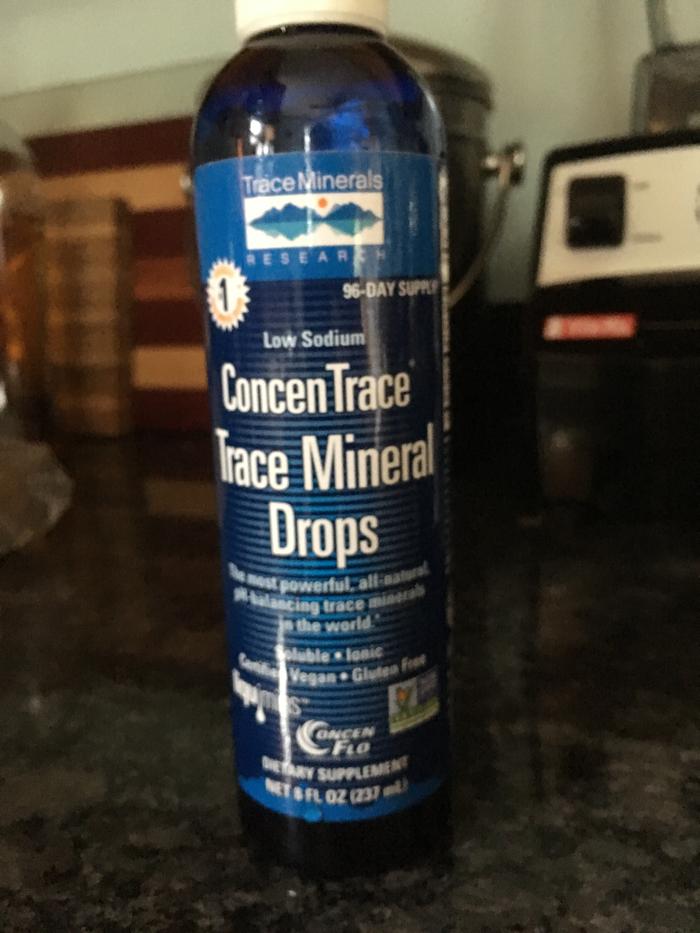 Trace Minerals
RESEARCH
#1
96-DAY SUPPLY
Low Sodium
ConcenTrace®
Trace Mineral
Drops
The most powerful, all-natural,
pH-balancing trace minerals
in the world.*
Soluble • Ionic
Certified Vegan • Gluten Free
CONCEN
FLO
DIETARY SUPPLEMENT
NET 8 FL OZ (237 mL)